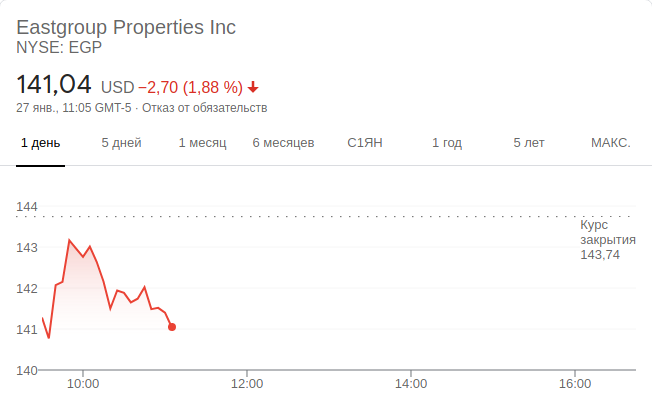 Eastgroup Properties Inc
NYSE: EGP
141,04 USD −2,70 (1,88 %)
27 янв., 11:05 GMT-5 · Отказ от обязательств
1 день 5 дней 1 месяц 6 месяцев С1ЯН 1 год 5 лет МАКС.
144
Курс
закрытия
143,74
143
142
141
140
10:00 12:00 14:00 16:00